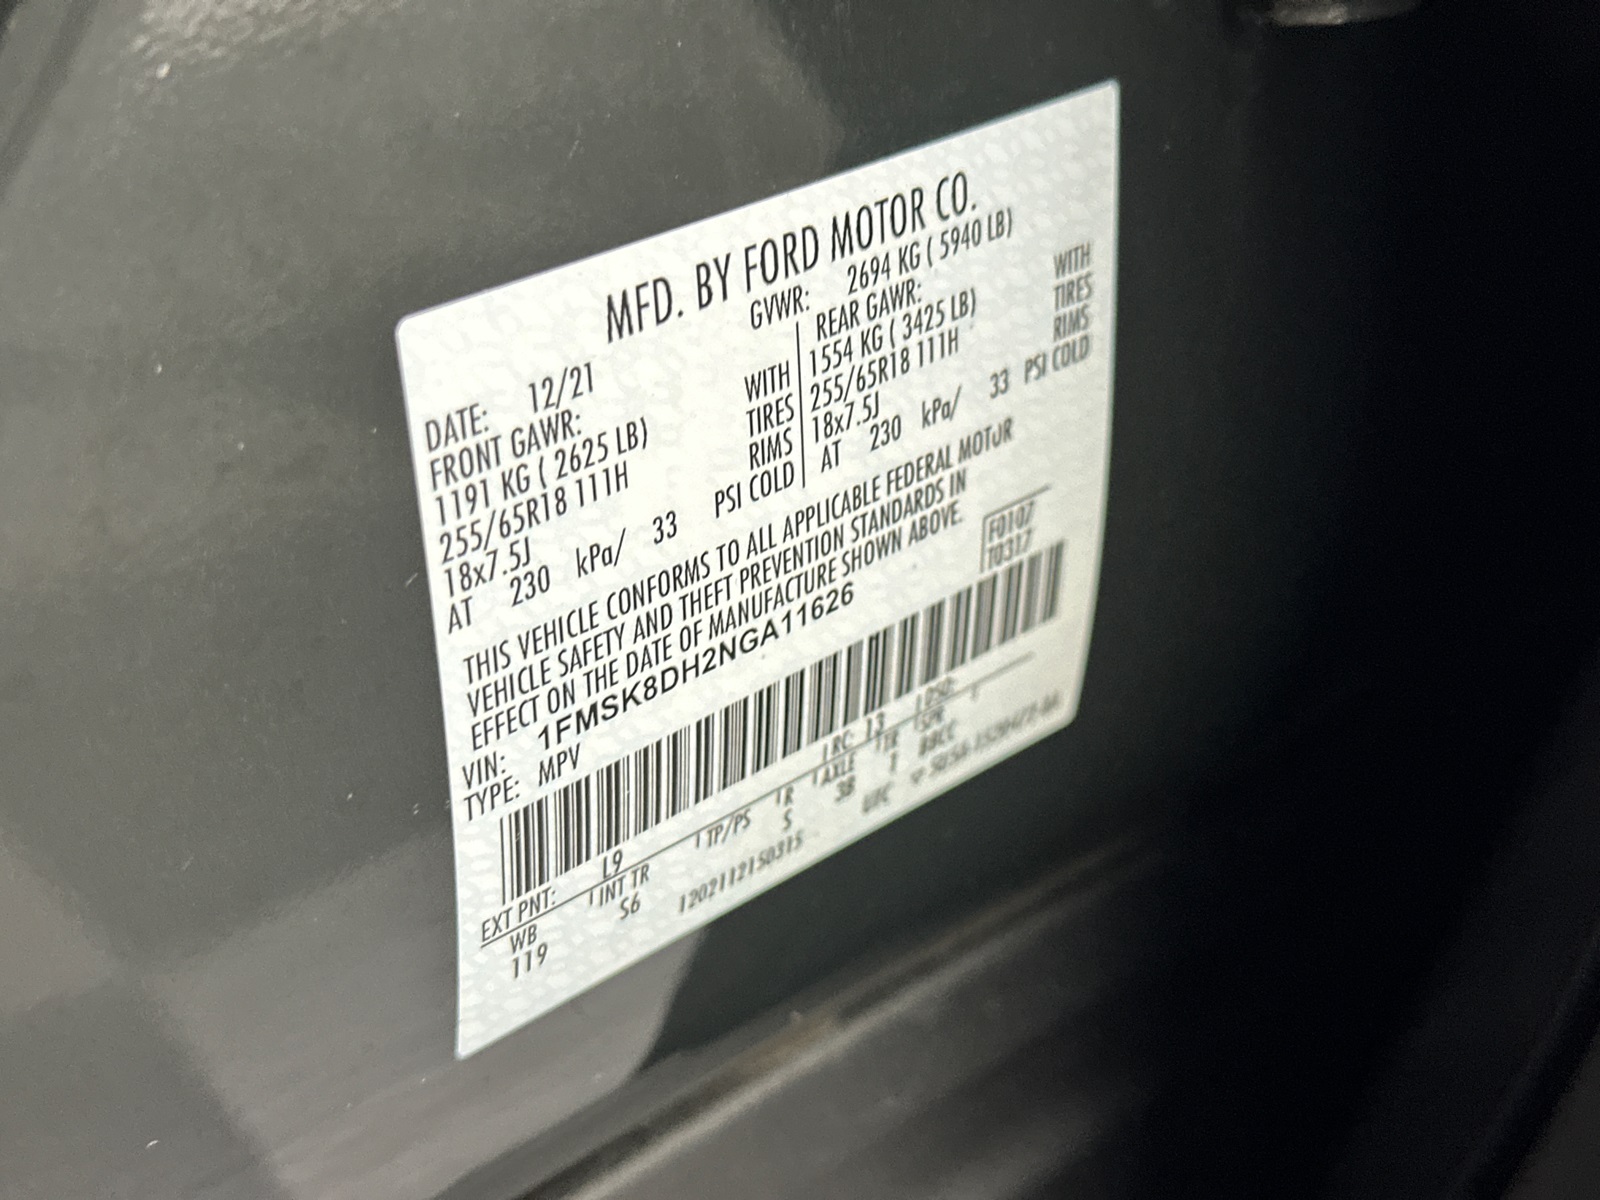 MFD. BY FORD MOTOR CO.
DATE: 12/21 GVWR: 2694 KG ( 5940 LB)
FRONT GAWR:
1191 KG ( 2625 LB) WITH
255/65R18 111H TIRES
18x7.5J RIMS
AT 230 kPa/ 33 PSI COLD
REAR GAWR:
1554 KG ( 3425 LB) WITH
255/65R18 111H TIRES
18x7.5J RIMS
AT 230 kPa/ 33 PSI COLD
THIS VEHICLE CONFORMS TO ALL APPLICABLE FEDERAL MOTOR
VEHICLE SAFETY AND THEFT PREVENTION STANDARDS IN
EFFECT ON THE DATE OF MANUFACTURE SHOWN ABOVE.
VIN: 1FMSK8DH2NGA11626
TYPE: MPV
F0107
T0317
EXT PNT: L9 RC: 13 DSO:
WB INT TR TP/PS R AXLE TR SPR
119 S6 S 3B 1 BBCC
1202112150315 UTC